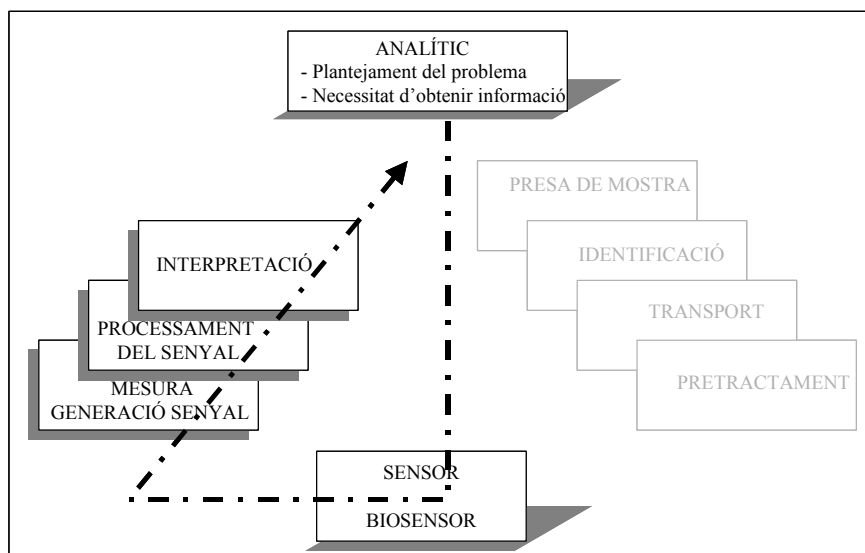 ANALÍTIC
- Plantejament del problema
- Necessitat d'obtenir informació
PRESA DE MOSTRA
IDENTIFICACIÓ
TRANSPORT
PRETRACTAMENT
INTERPRETACIÓ
PROCESSAMENT
DEL SENYAL
MESURA
GENERACIÓ SENYAL
SENSOR
BIOSENSOR